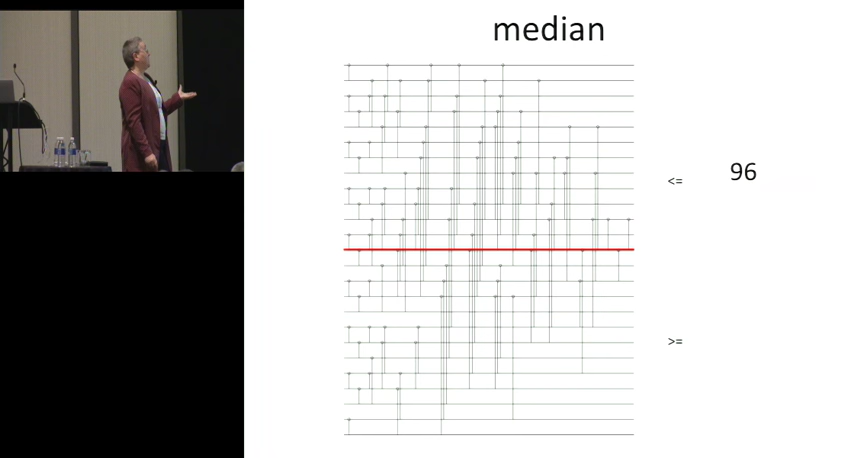 median
<= 96
>=